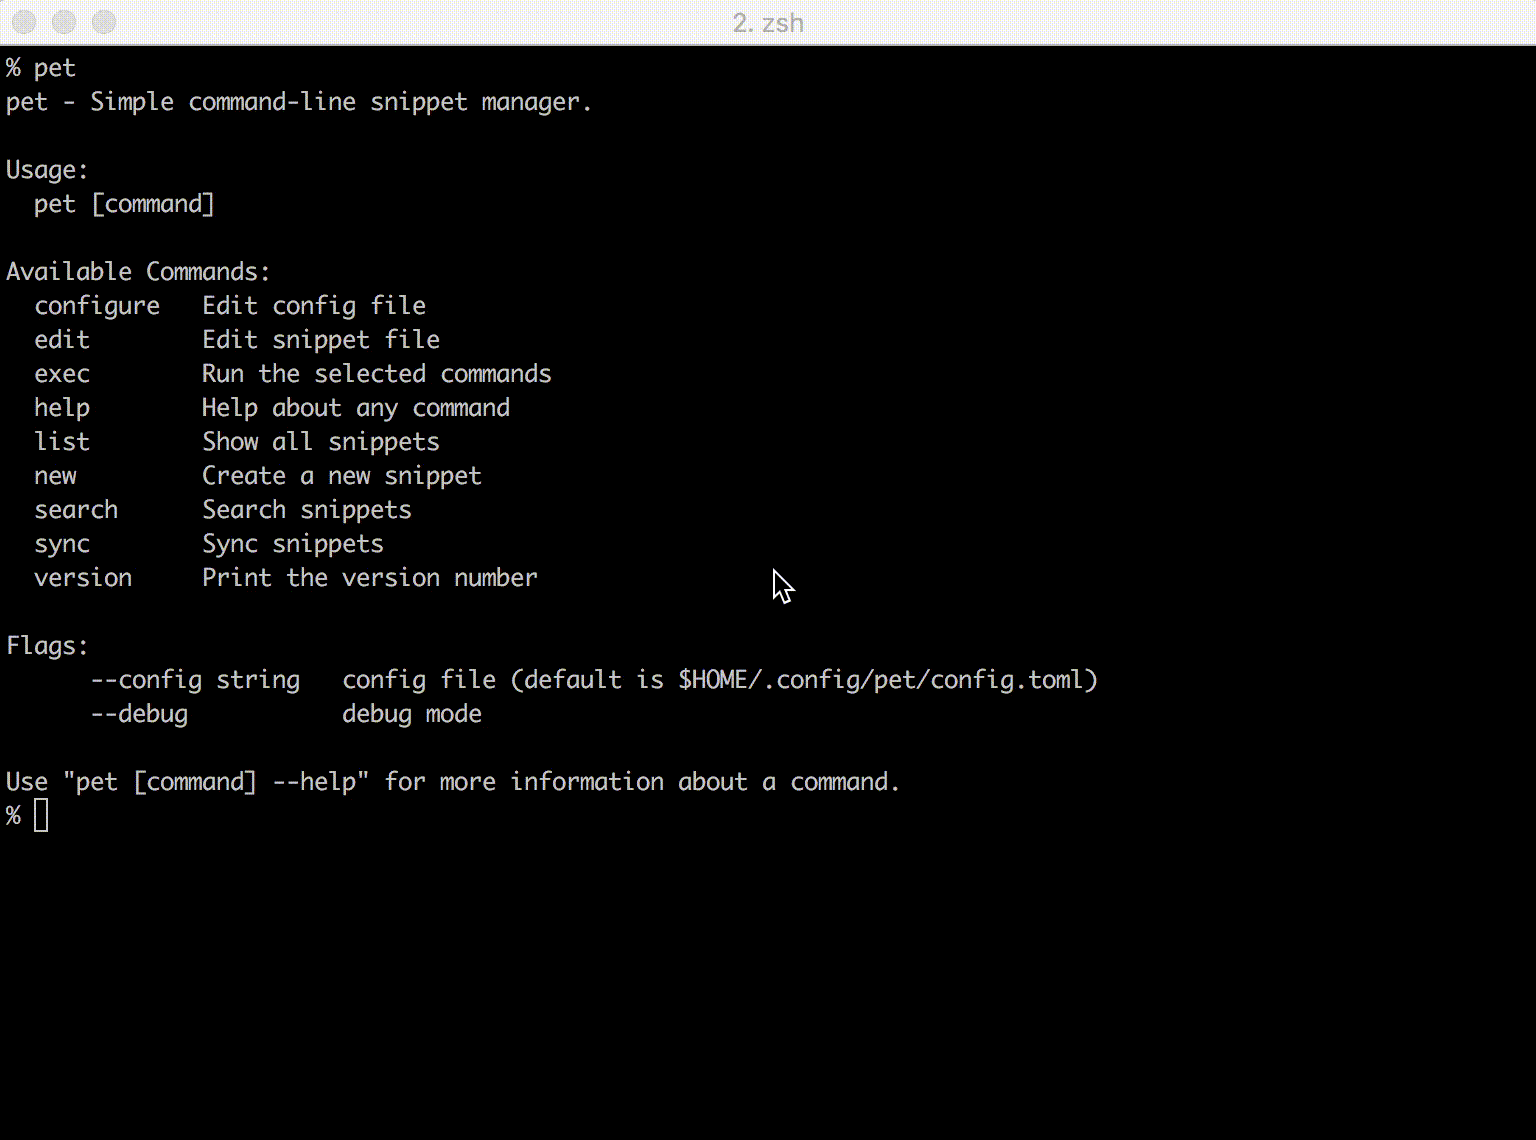 2. zsh
% pet
pet - Simple command-line snippet manager.
Usage:
  pet [command]
Available Commands:
  configure   Edit config file
  edit        Edit snippet file
  exec        Run the selected commands
  help        Help about any command
  list        Show all snippets
  new         Create a new snippet
  search      Search snippets
  sync        Sync snippets
  version     Print the version number
Flags:
      --config string   config file (default is $HOME/.config/pet/config.toml)
      --debug           debug mode
Use "pet [command] --help" for more information about a command.
%